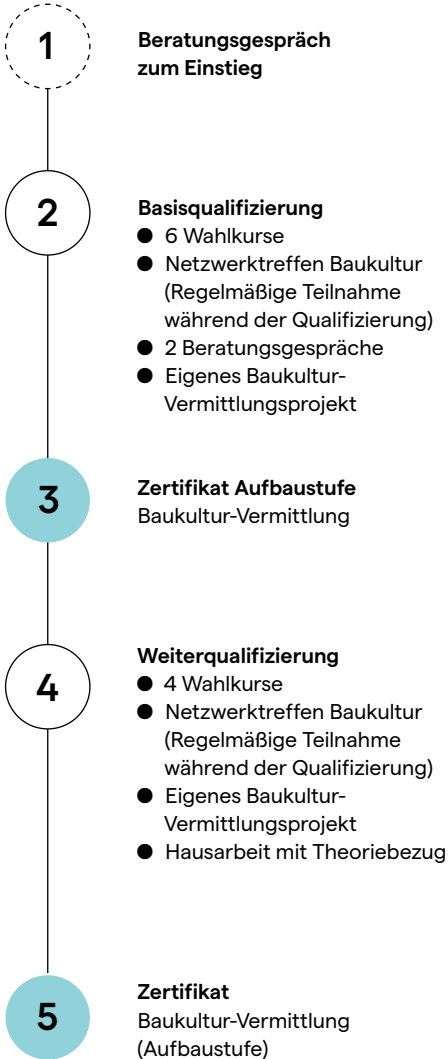 1
Beratungsgespräch
zum Einstieg
2
Basisqualifizierung
● 6 Wahlkurse
● Netzwerktreffen Baukultur
(Regelmäßige Teilnahme
während der Qualifizierung)
● 2 Beratungsgespräche
● Eigenes Baukultur-
Vermittlungsprojekt
3
Zertifikat Aufbaustufe
Baukultur-Vermittlung
4
Weiterqualifizierung
● 4 Wahlkurse
● Netzwerktreffen Baukultur
(Regelmäßige Teilnahme
während der Qualifizierung)
● Eigenes Baukultur-
Vermittlungsprojekt
● Hausarbeit mit Theoriebezug
5
Zertifikat
Baukultur-Vermittlung
(Aufbaustufe)